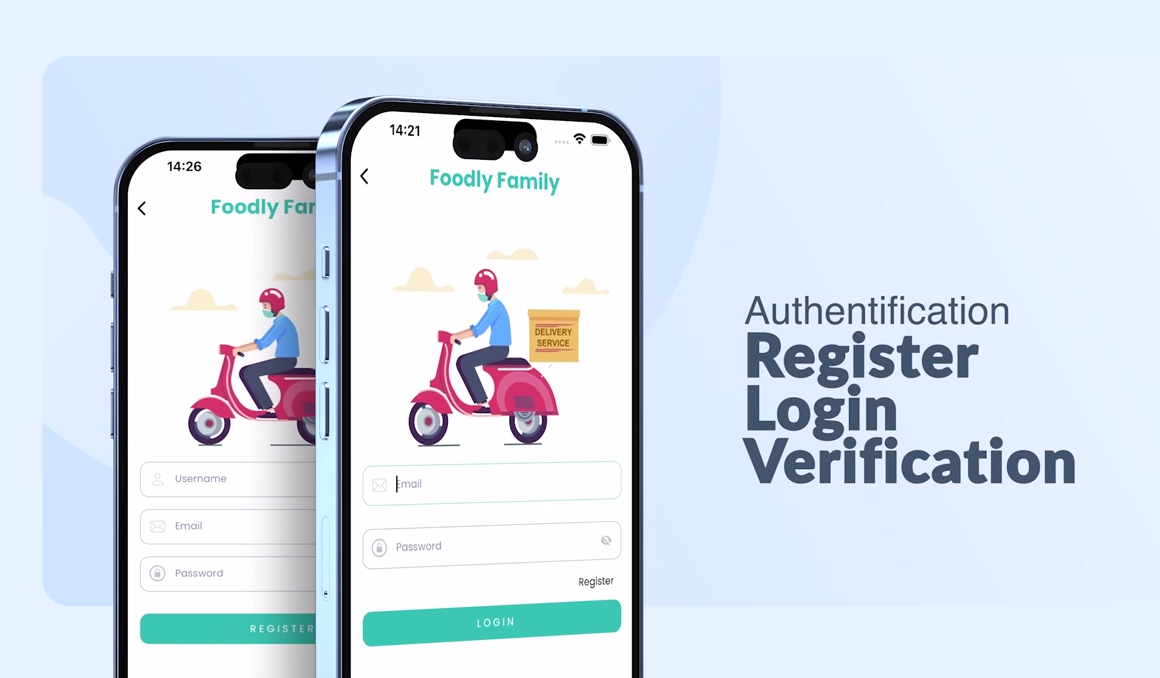 14:26
Foodly Far
Username
Email
Password
REGISTER
14:21
Foodly Family
DELIVERY
SERVICE
Email
Password
Register
LOGIN
Authentification
Register
Login
Verification